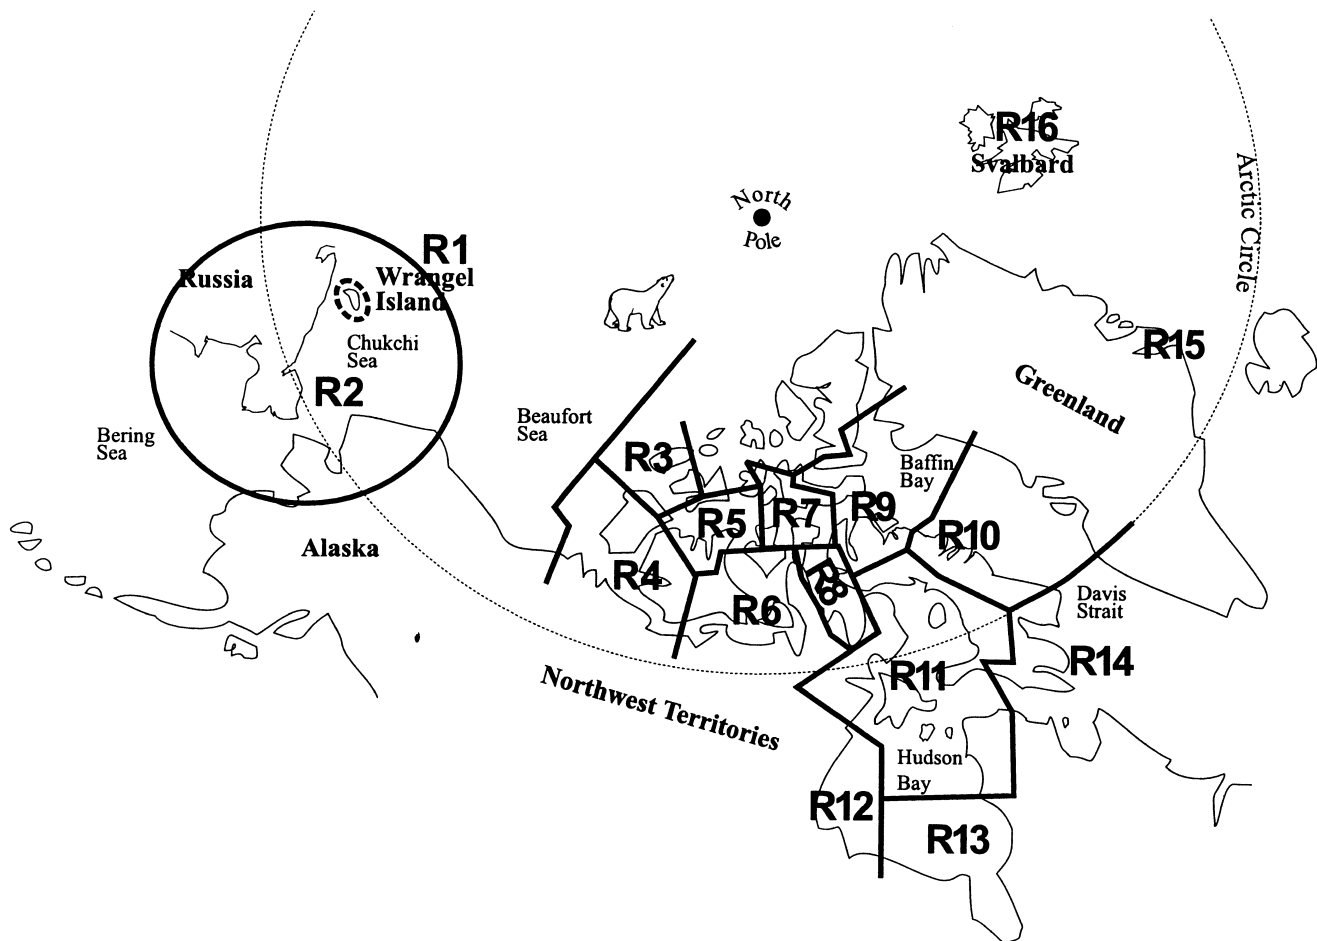 R16
Svalbard
Arctic Circle
North
Pole
R1
Russia
Wrangel
Island
Chukchi
Sea
R2
R15
Greenland
Bering
Sea
Beaufort
Sea
R3
Baffin
Bay
R5
R7
R9
R10
Alaska
R4
R8
R6
Davis
Strait
R11
R14
Northwest Territories
Hudson
Bay
R12
R13